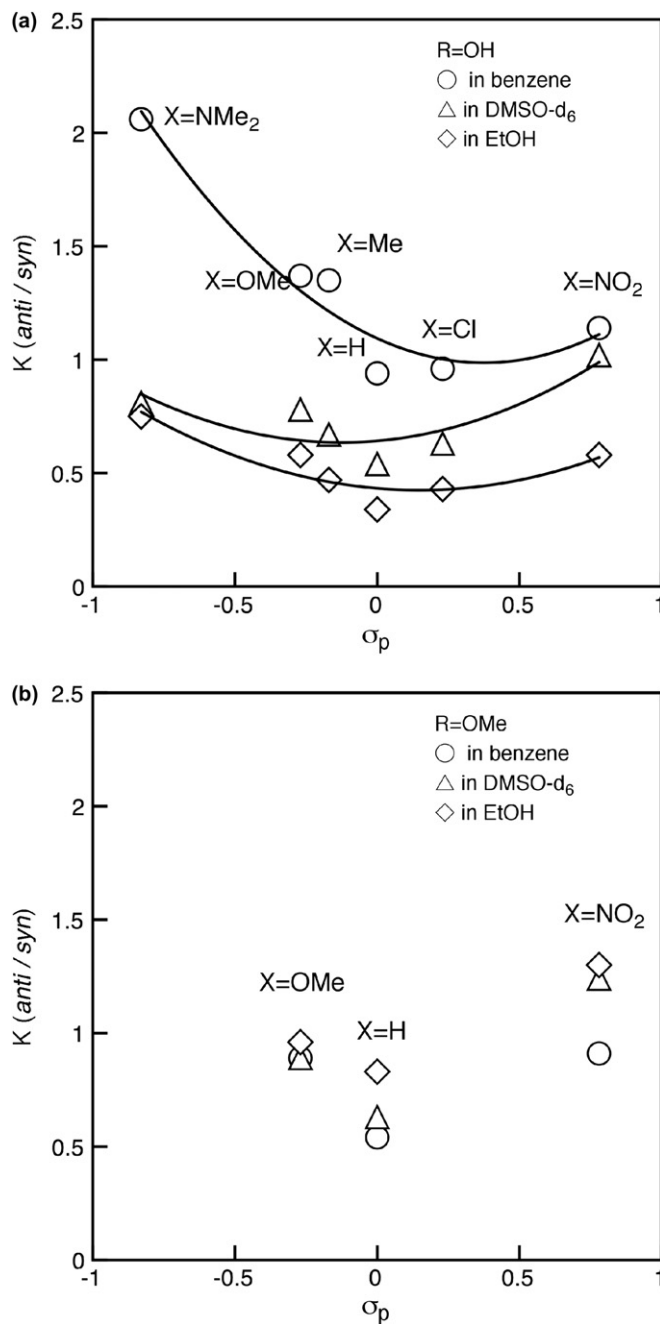 (a)
2.5
2
1.5
1
0.5
0
K (anti / syn)
R=OH
in benzene
in DMSO-d₆
in EtOH
X=NMe₂
X=Me
X=OMe
X=NO₂
X=Cl
X=H
-1
-0.5
0
0.5
1
σₚ
(b)
2.5
2
1.5
1
0.5
0
K (anti / syn)
R=OMe
in benzene
in DMSO-d₆
in EtOH
X=NO₂
X=OMe
X=H
-1
-0.5
0
0.5
1
σₚ